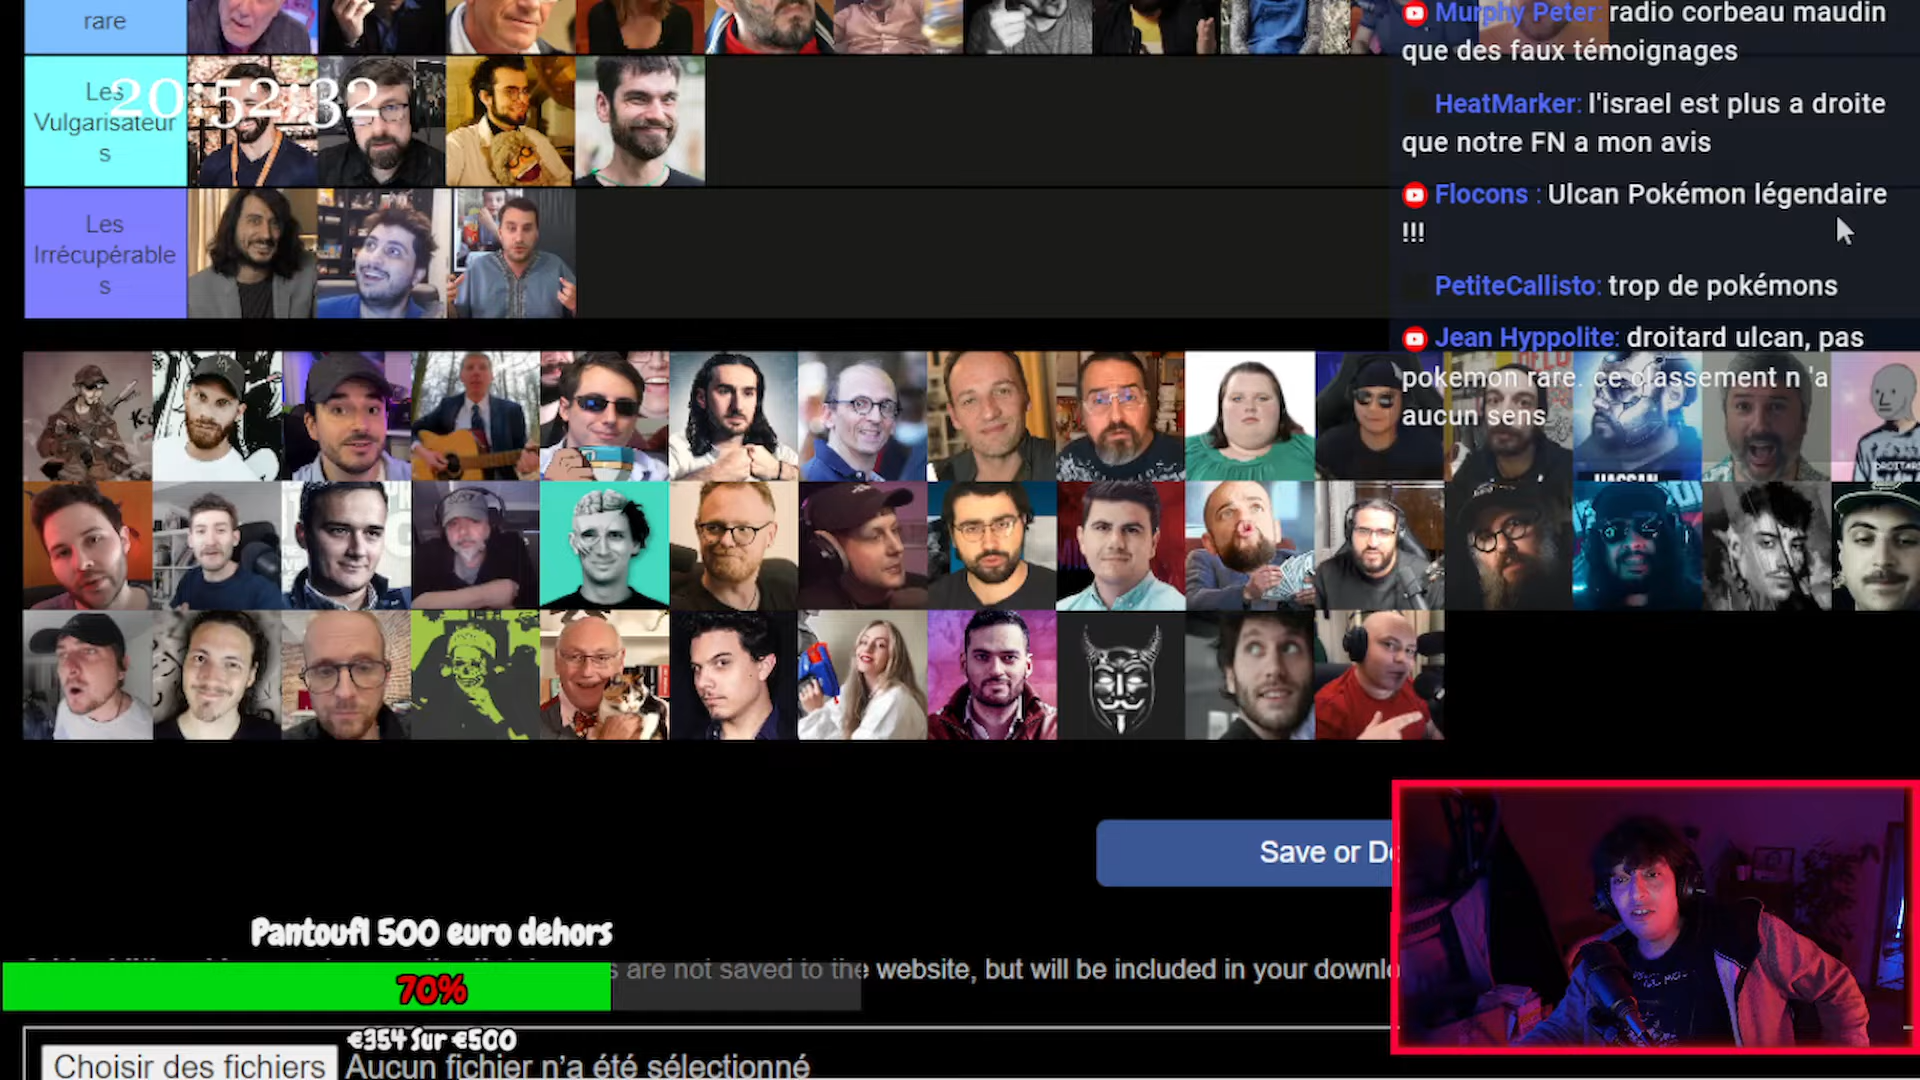 rare
Murphy Peter: radio corbeau maudin
que des faux témoignages
20:52:32
Les
Vulgarisateur
s
HeatMarker: l'israel est plus a droite
que notre FN a mon avis
Flocons : Ulcan Pokémon légendaire
!!!
Les
Irrécupérable
s
PetiteCallisto: trop de pokémons
Jean Hyppolite: droitard ulcan, pas
pokemon rare. ce classement n 'a
aucun sens
HASSAN
Save or Do
Pantoufl 500 euro dehors
s are not saved to the website, but will be included in your downlo
70%
€354 Sur €500
Choisir des fichiers Aucun fichier n'a été sélectionné